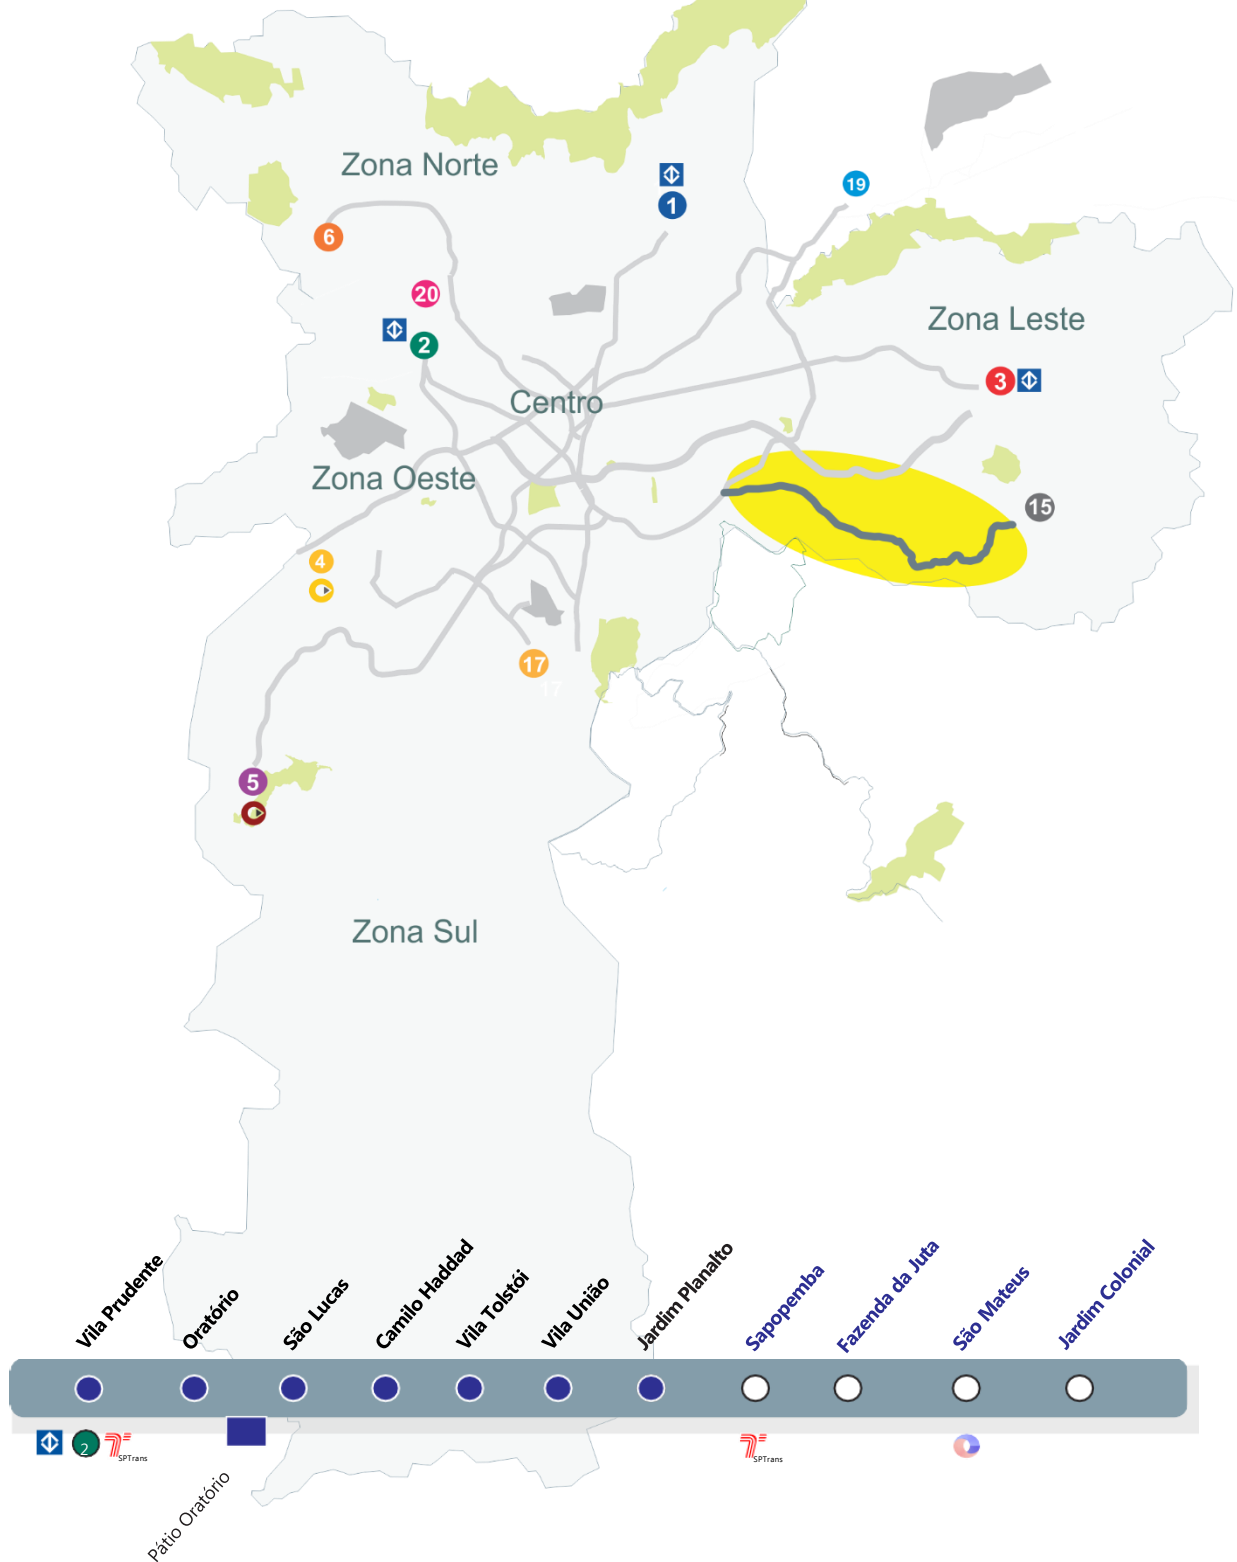 Zona Norte
1
19
6
20
2
Zona Leste
3
Centro
Zona Oeste
15
4
17
17
5
Zona Sul
Vila Prudente
Oratório
São Lucas
Camilo Haddad
Vila Tolstói
Vila União
Jardim Planalto
Sapopemba
Fazenda da Juta
São Mateus
Jardim Colonial
2
SPTrans
SPTrans
Pátio Oratório